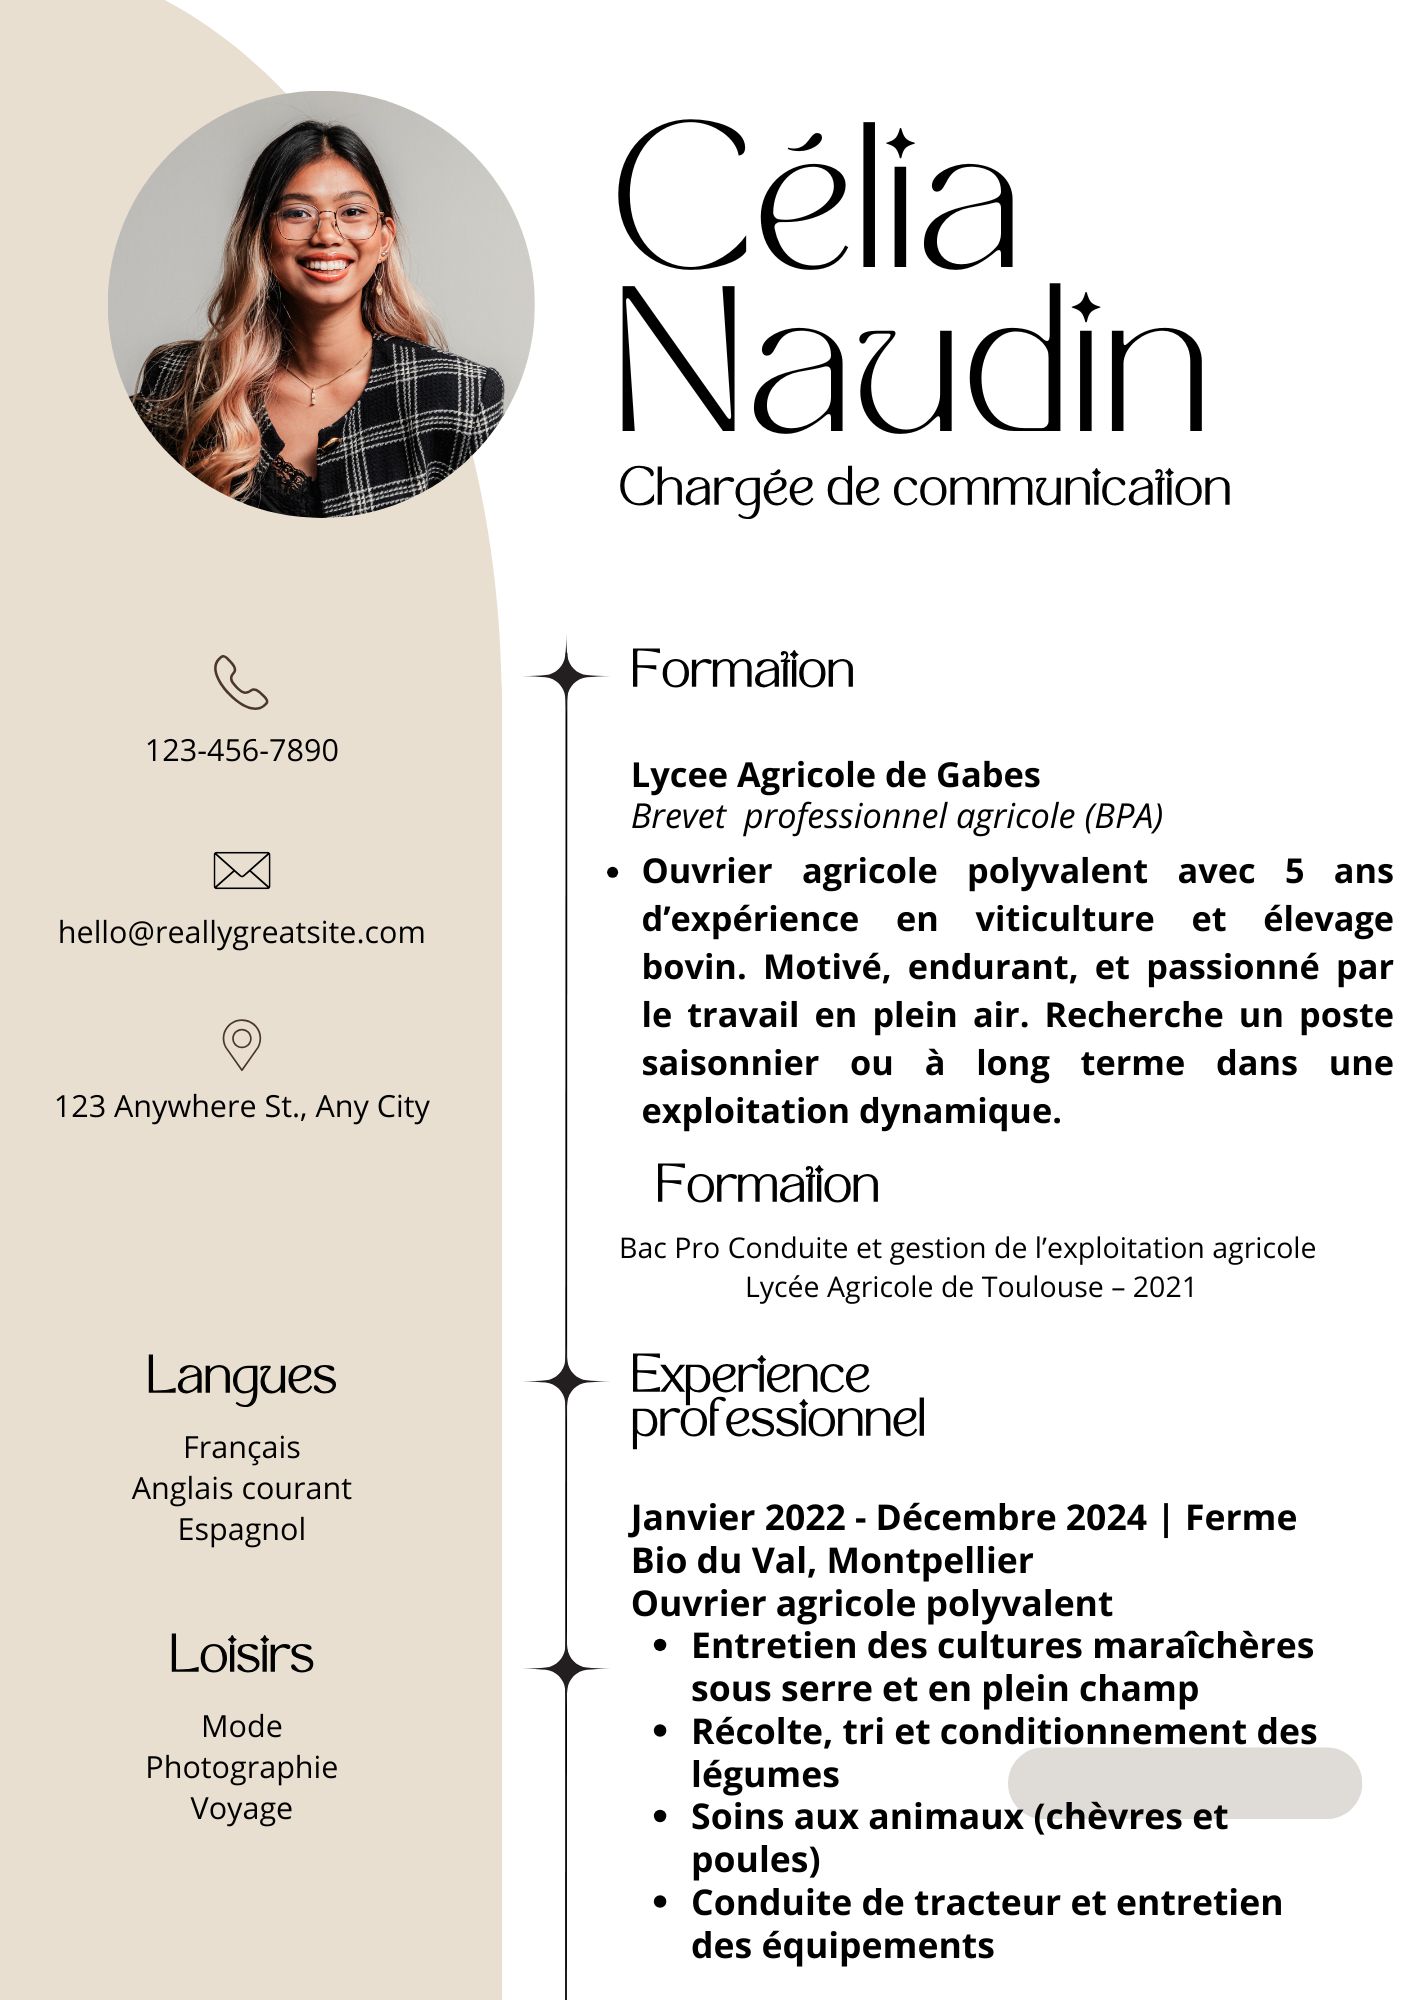 Célia
Naudin
Chargée de communication
123-456-7890
hello@reallygreatsite.com
123 Anywhere St., Any City
Langues
Français
Anglais courant
Espagnol
Loisirs
Mode
Photographie
Voyage
Formation
Lycee Agricole de Gabes
Brevet  professionnel agricole (BPA)
• Ouvrier agricole polyvalent avec 5 ans
d’expérience en viticulture et élevage
bovin. Motivé, endurant, et passionné par
le travail en plein air. Recherche un poste
saisonnier ou à long terme dans une
exploitation dynamique.
Formation
Bac Pro Conduite et gestion de l’exploitation agricole
Lycée Agricole de Toulouse – 2021
Experience
professionnel
Janvier 2022 - Décembre 2024 | Ferme
Bio du Val, Montpellier
Ouvrier agricole polyvalent
• Entretien des cultures maraîchères
sous serre et en plein champ
• Récolte, tri et conditionnement des
légumes
• Soins aux animaux (chèvres et
poules)
• Conduite de tracteur et entretien
des équipements